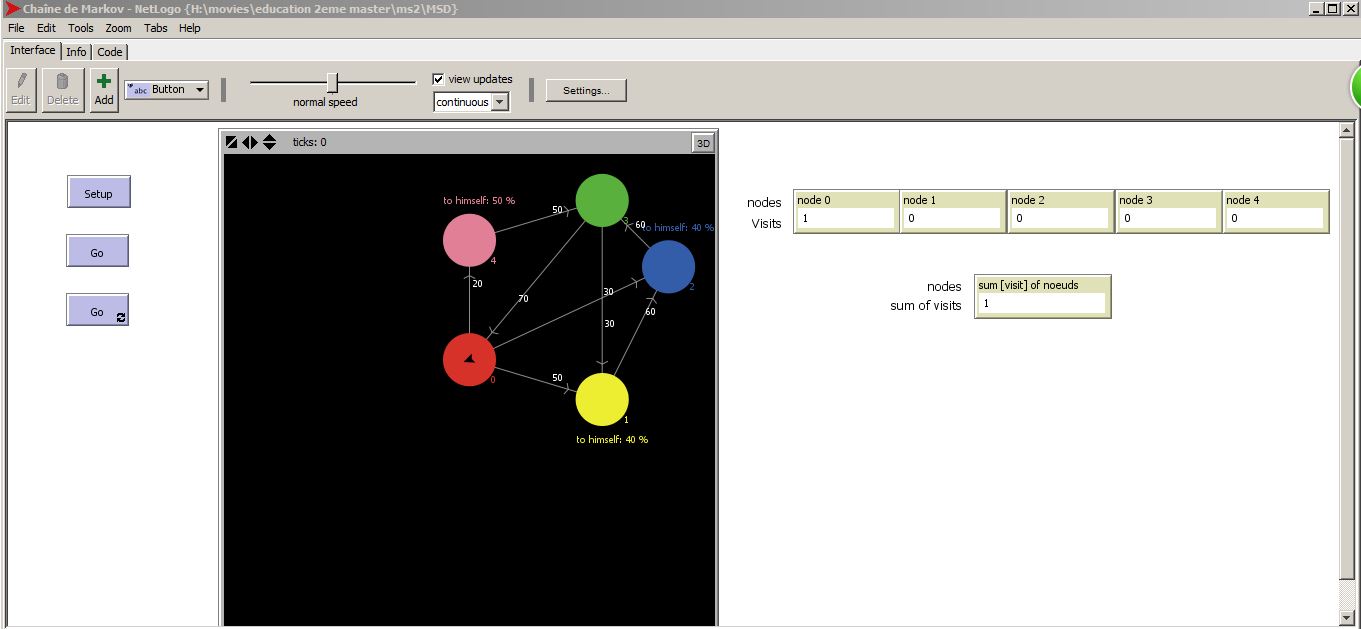 Chaîne de Markov - NetLogo {H:\movies\education 2eme master\ms2\MSD}
File Edit Tools Zoom Tabs Help
Interface Info Code
Edit Delete Add abc Button normal speed view updates continuous Settings...
ticks: 0 3D
Setup
Go
Go
to himself: 50 %
50
3
60
to himself: 40 %
4
20
2
70
30
30
60
0
50
1
to himself: 40 %
nodes node 0 node 1 node 2 node 3 node 4
Visits 1 0 0 0 0
nodes sum [visit] of noeuds
sum of visits 1